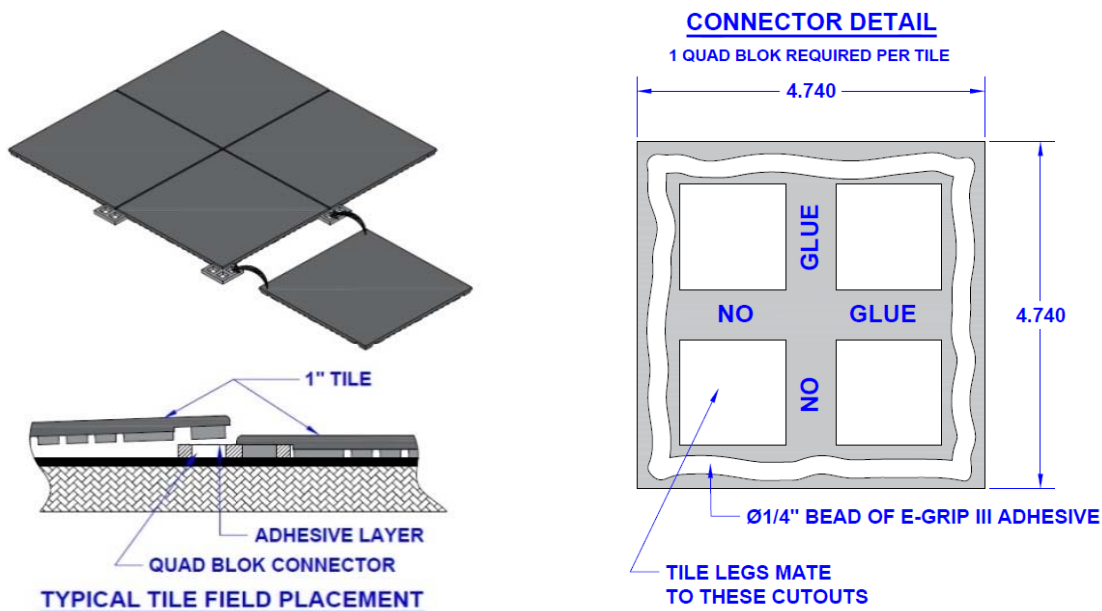 CONNECTOR DETAIL
1 QUAD BLOK REQUIRED PER TILE
4.740
GLUE
NO GLUE
NO
4.740
Ø1/4" BEAD OF E-GRIP III ADHESIVE
TILE LEGS MATE
TO THESE CUTOUTS
1" TILE
ADHESIVE LAYER
QUAD BLOK CONNECTOR
TYPICAL TILE FIELD PLACEMENT